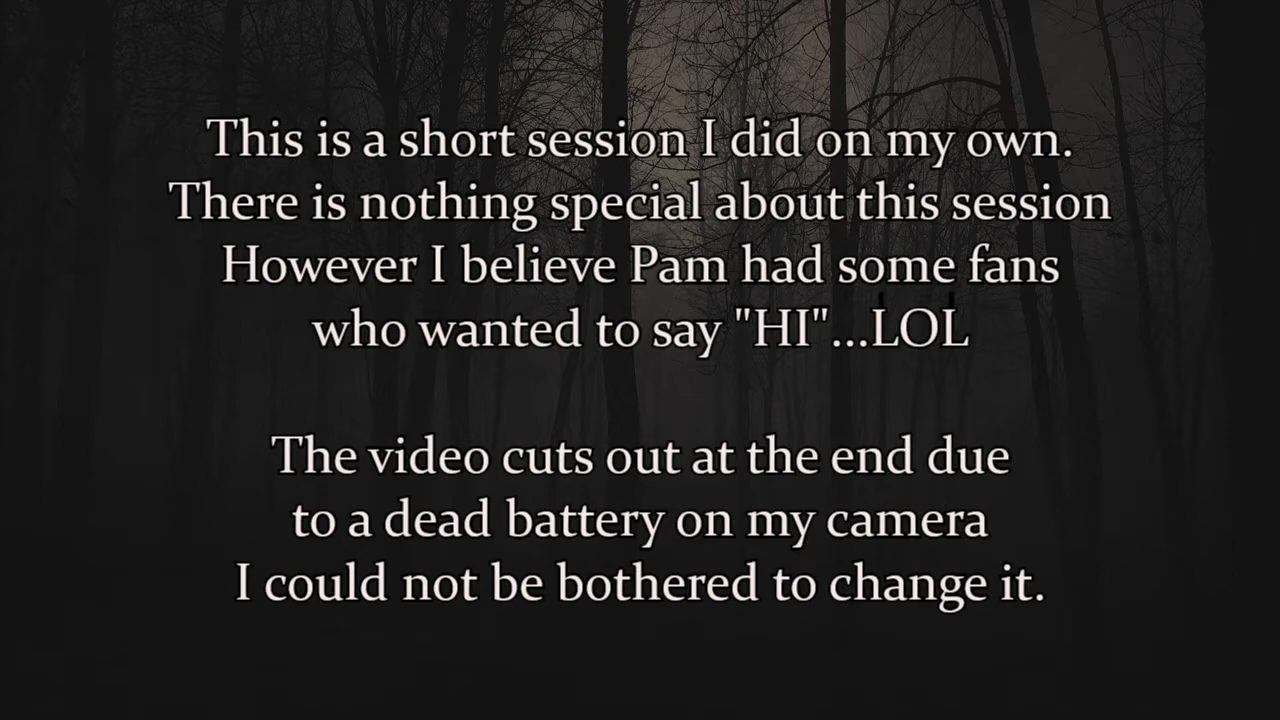 This is a short session I did on my own.
There is nothing special about this session
However I believe Pam had some fans
who wanted to say "HI"...LOL
The video cuts out at the end due
to a dead battery on my camera
I could not be bothered to change it.